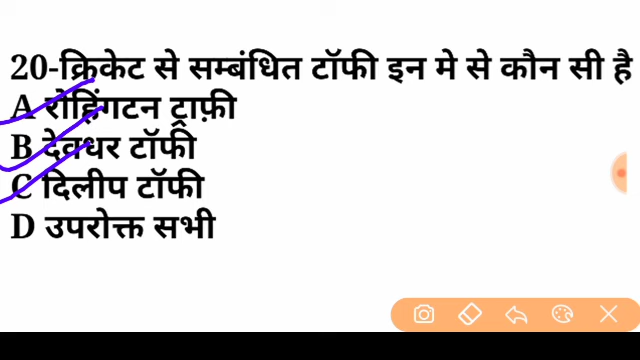 20-क्रिकेट से सम्बंधित टॉफी इन मे से कौन सी है
A रोहिंगटन ट्राफ़ी
B देवधर टॉफी
C दिलीप टॉफी
D उपरोक्त सभी